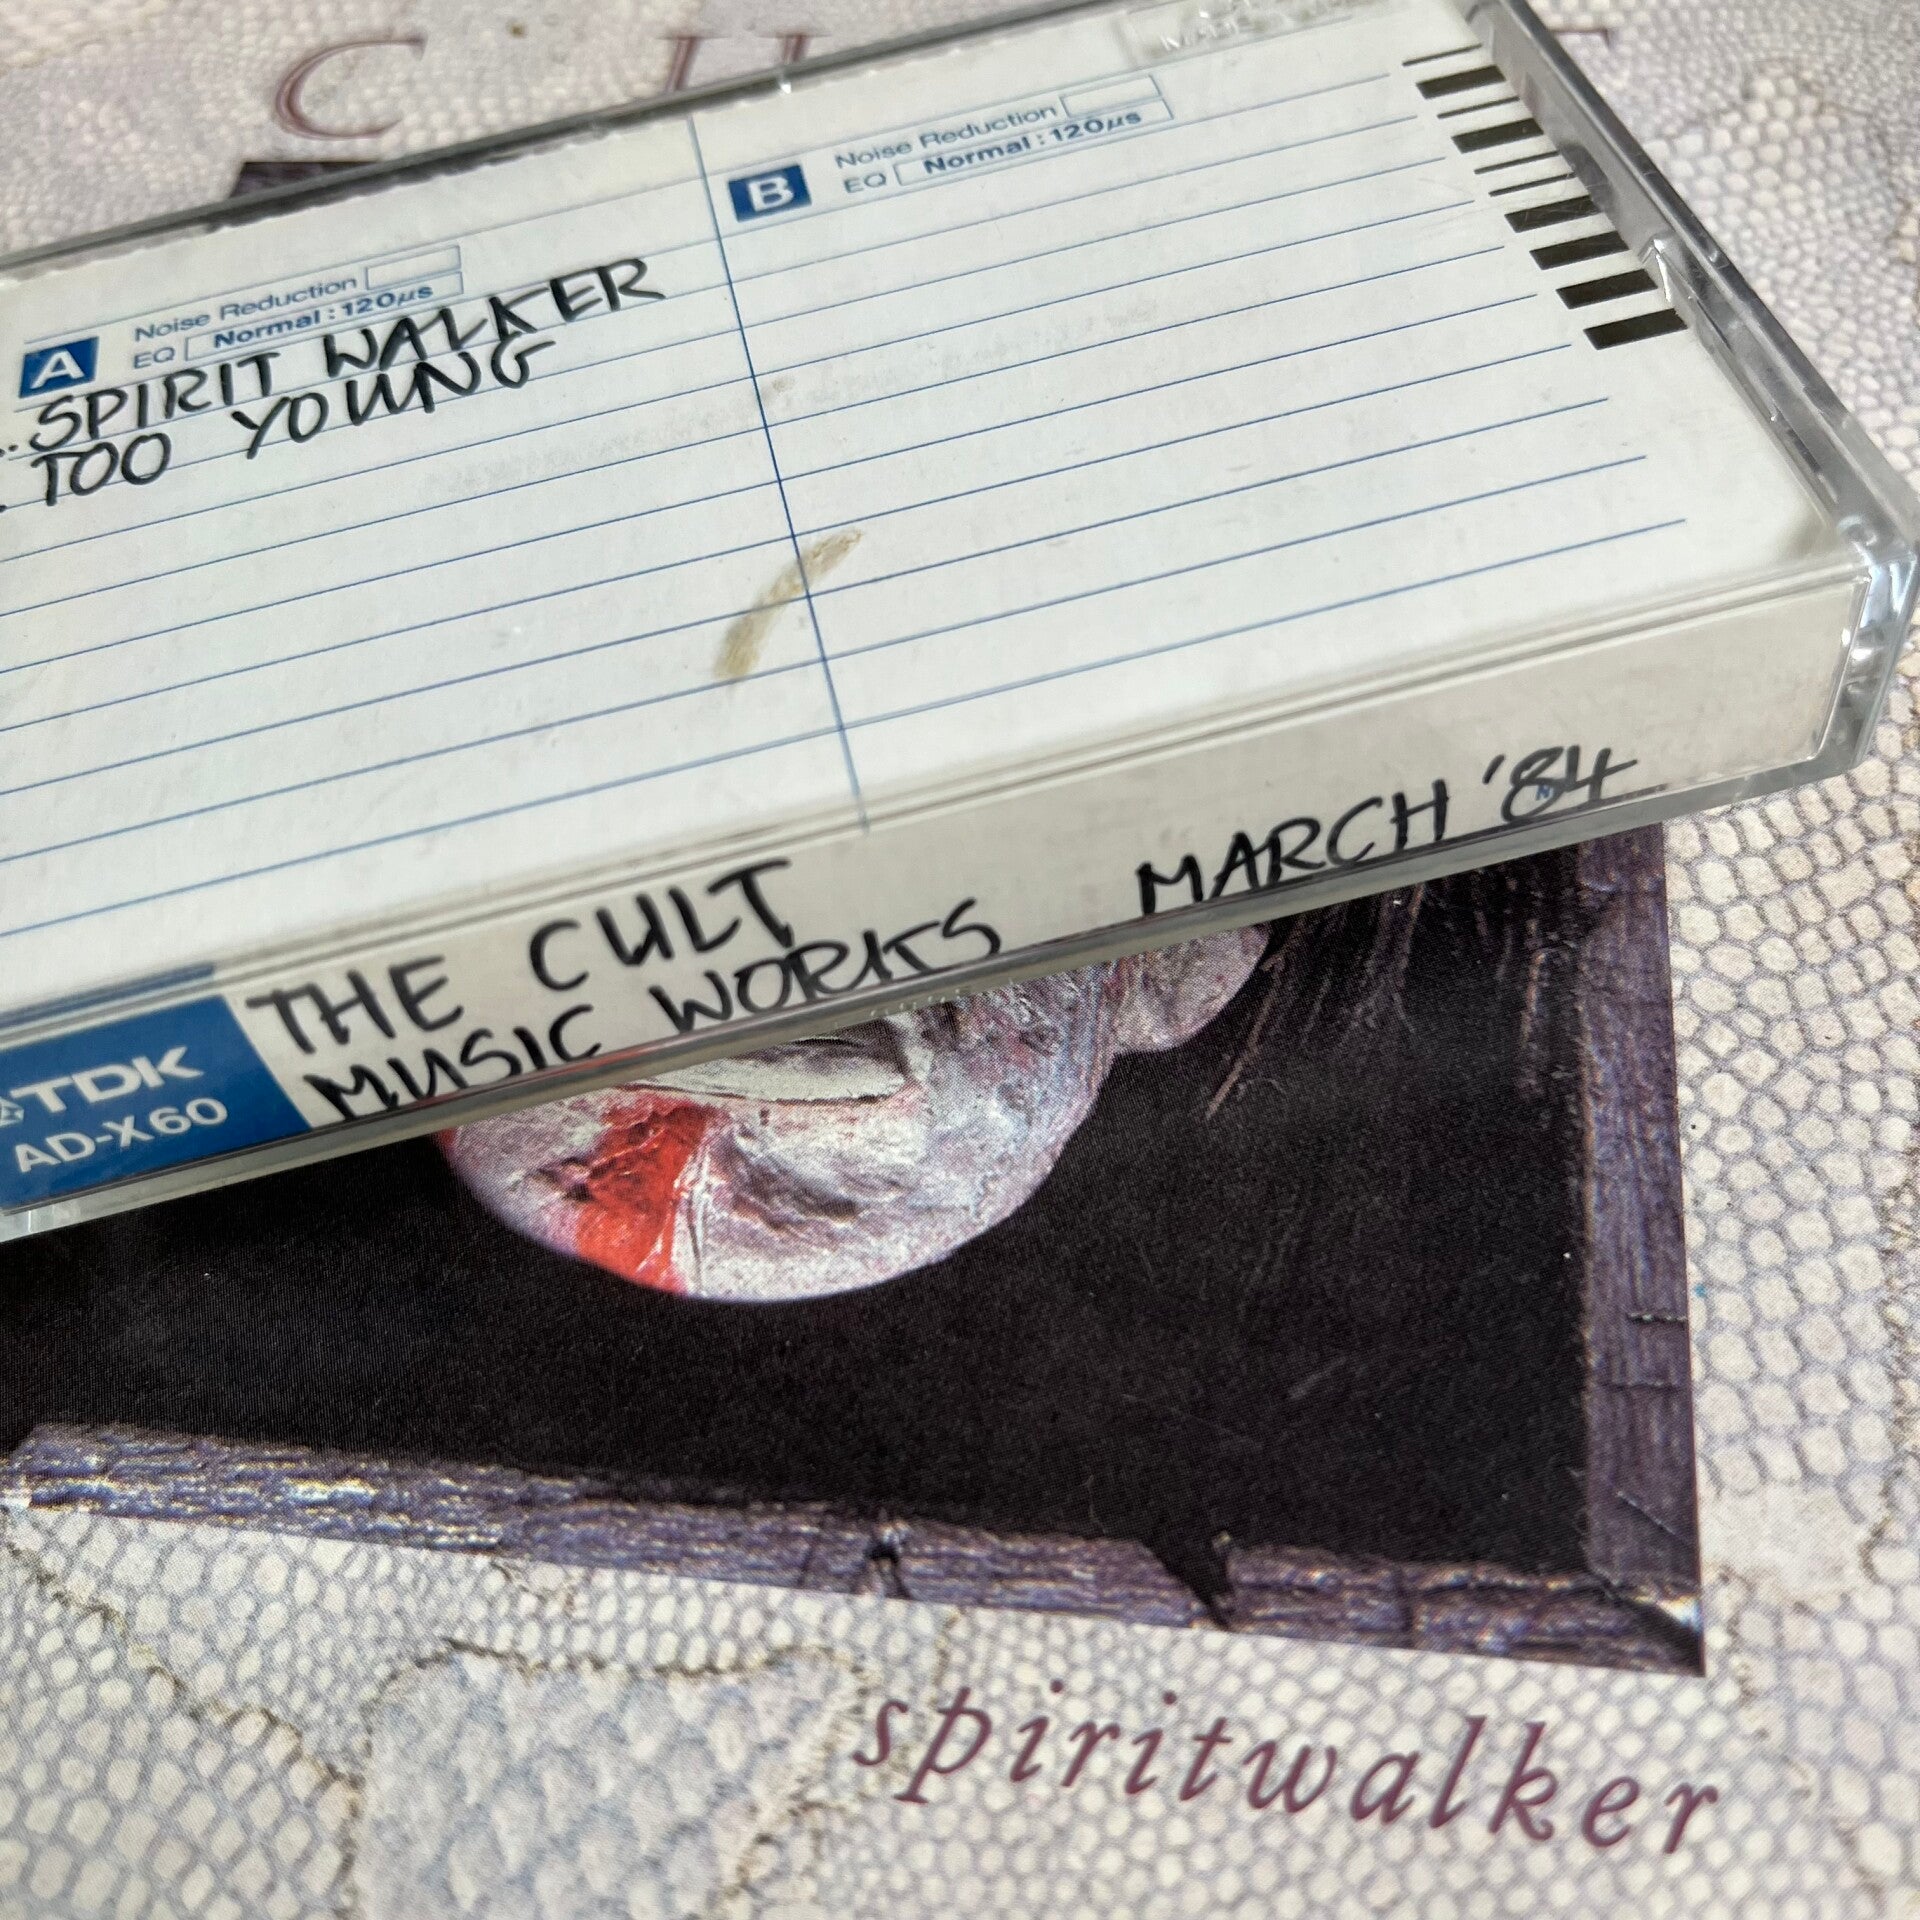 C U T
A
Noise Reduction
EQ Normal : 120µs
..SPIRIT WALKER
. TOO YOUNG
B
Noise Reduction
EQ Normal : 120µs
TDK
AD-X60
THE CULT
MUSIC WORKS MARCH '84
spiritwalker